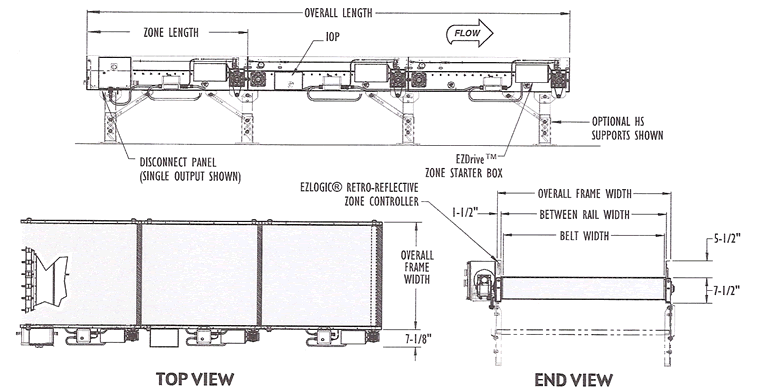 OVERALL LENGTH
ZONE LENGTH
IOP
FLOW
OPTIONAL HS
SUPPORTS SHOWN
DISCONNECT PANEL
(SINGLE OUTPUT SHOWN)
EZDrive™
ZONE STARTER BOX
EZLOGIC® RETRO-REFLECTIVE
ZONE CONTROLLER
OVERALL FRAME WIDTH
1-1/2"
BETWEEN RAIL WIDTH
BELT WIDTH
5-1/2"
OVERALL
FRAME
WIDTH
7-1/2"
7-1/8"
TOP VIEW
END VIEW